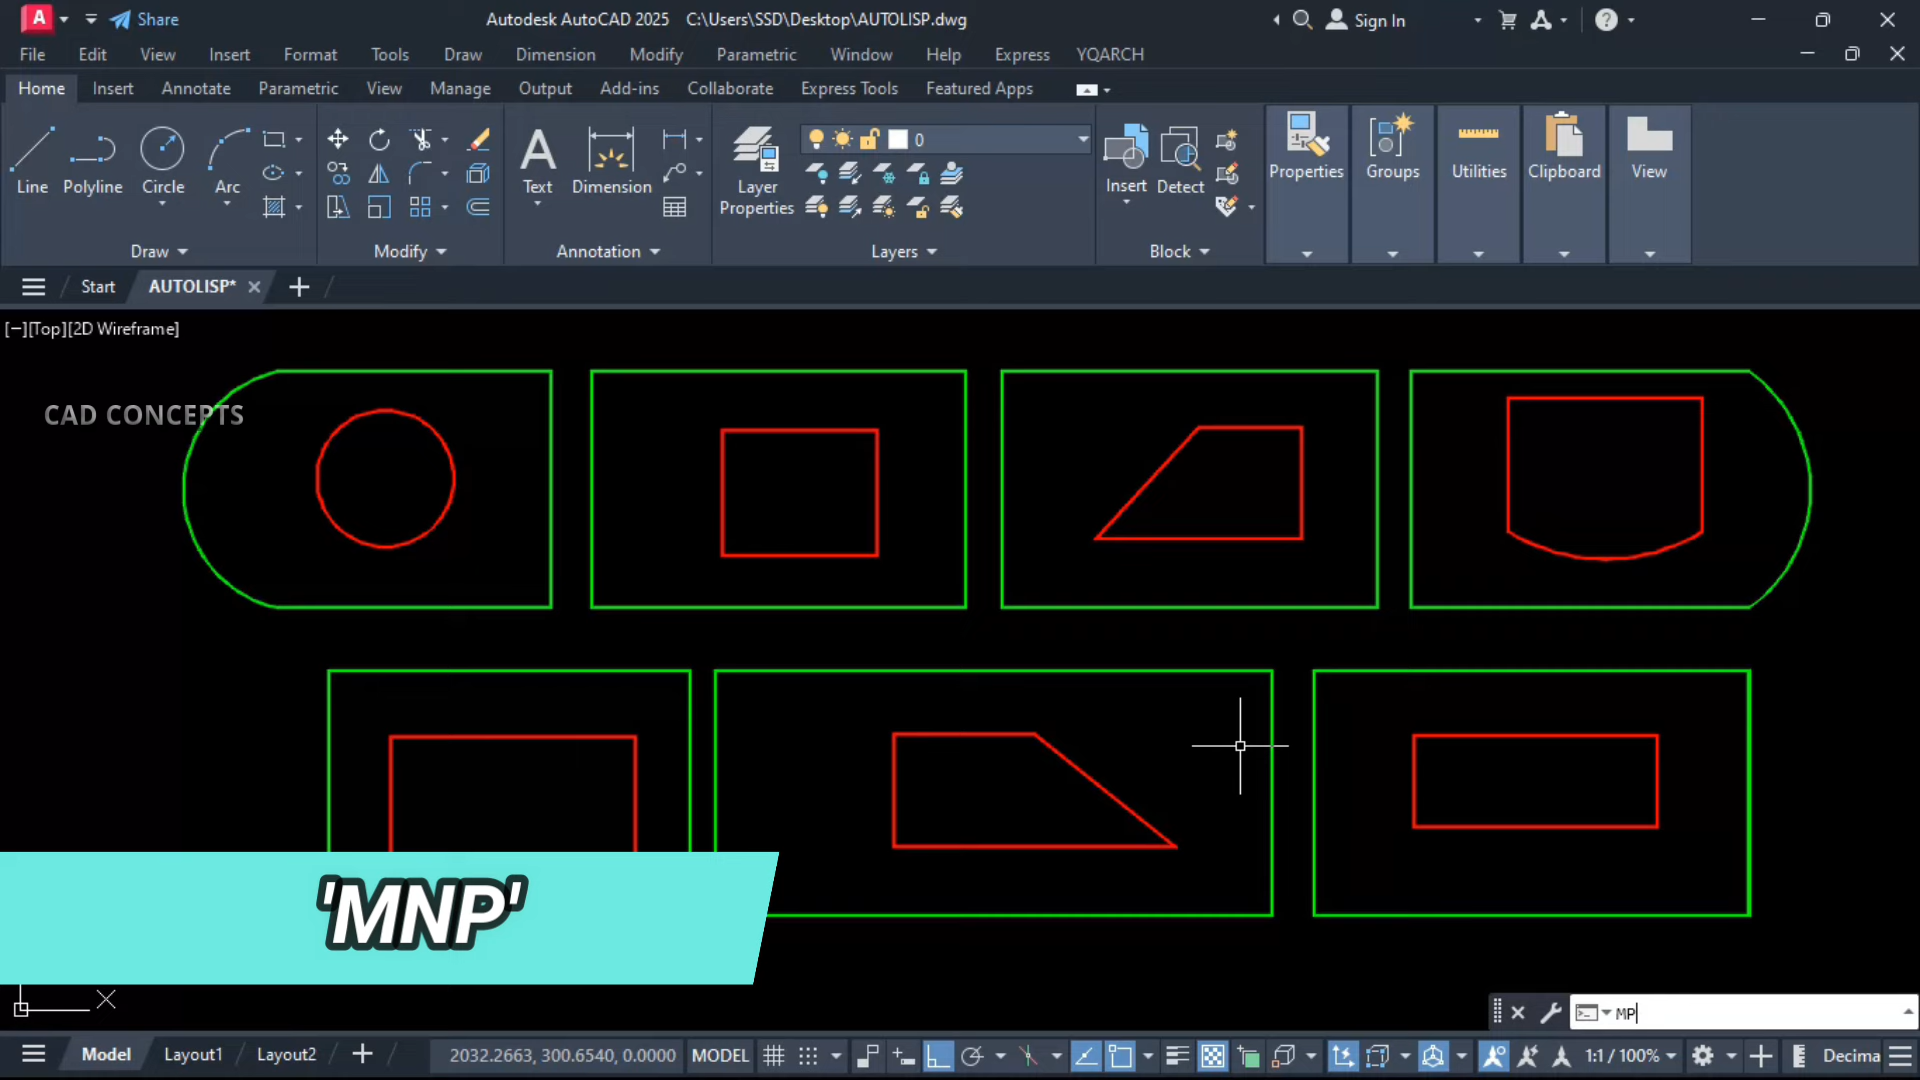 A Share Autodesk AutoCAD 2025 C:\Users\SSD\Desktop\AUTOLISP.dwg Sign In ?
File Edit View Insert Format Tools Draw Dimension Modify Parametric Window Help Express YQARCH
Home Insert Annotate Parametric View Manage Output Add-ins Collaborate Express Tools Featured Apps
0
Line Polyline Circle Arc Text Dimension Layer Properties Insert Detect Properties Groups Utilities Clipboard View
Draw Modify Annotation Layers Block
Start AUTOLISP* +
[−][Top][2D Wireframe]
CAD CONCEPTS
'MNP'
X
MP
Model Layout1 Layout2 + 2032.2663, 300.6540, 0.0000 MODEL 1:1 / 100% Decima